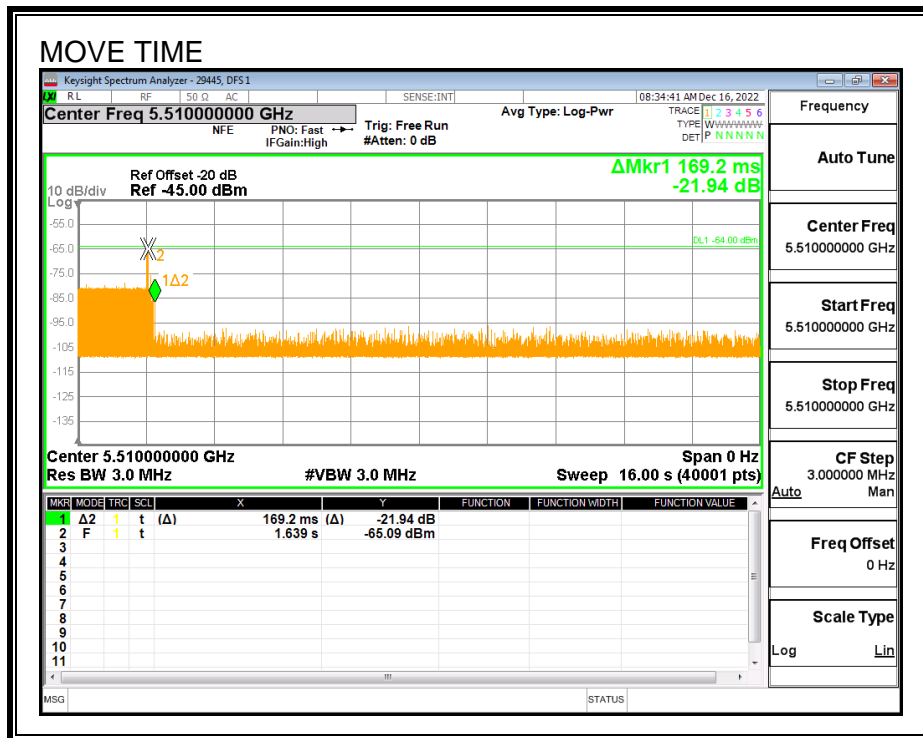 MOVE TIME
Keysight Spectrum Analyzer - 29445, DFS 1
LXI RL RF 50 Ω AC SENSE:INT 08:34:41 AM Dec 16, 2022
Center Freq 5.510000000 GHz
NFE
PNO: Fast
IFGain:High
Trig: Free Run
#Atten: 0 dB
Avg Type: Log-Pwr
TRACE 1 2 3 4 5 6
TYPE WWWWWW
DET P N N N N N
ΔMkr1 169.2 ms
-21.94 dB
Ref Offset -20 dB
10 dB/div Ref -45.00 dBm
Log
-55.0
-65.0
-75.0
-85.0
-95.0
-105
-115
-125
-135
DL1 -64.00 dBm
2
1Δ2
Center 5.510000000 GHz Span 0 Hz
Res BW 3.0 MHz #VBW 3.0 MHz Sweep 16.00 s (40001 pts)
MKR MODE TRC SCL X Y FUNCTION FUNCTION WIDTH FUNCTION VALUE
1 Δ2 1 t (Δ) 169.2 ms (Δ) -21.94 dB
2 F 1 t 1.639 s -65.09 dBm
3
4
5
6
7
8
9
10
11
MSG STATUS
Frequency
Auto Tune
Center Freq
5.510000000 GHz
Start Freq
5.510000000 GHz
Stop Freq
5.510000000 GHz
CF Step
3.000000 MHz
Auto Man
Freq Offset
0 Hz
Scale Type
Log Lin